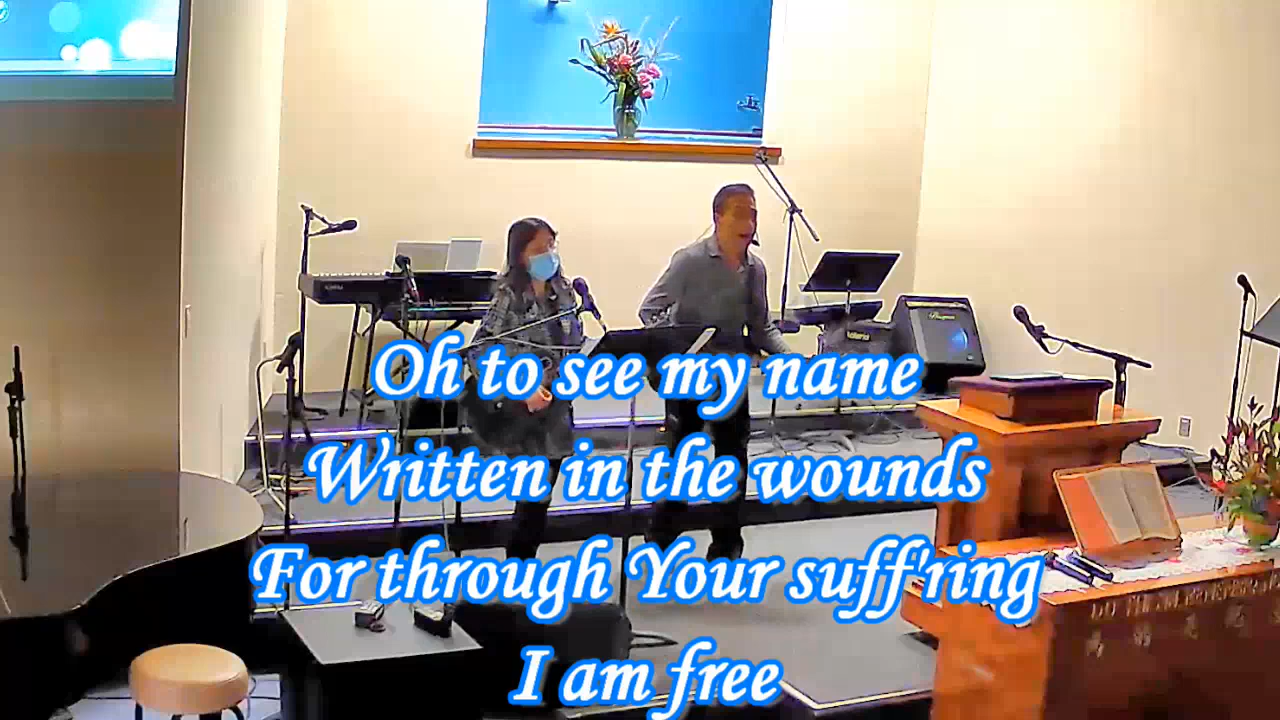 Oh to see my name
Written in the wounds
For through Your suff'ring
I am free